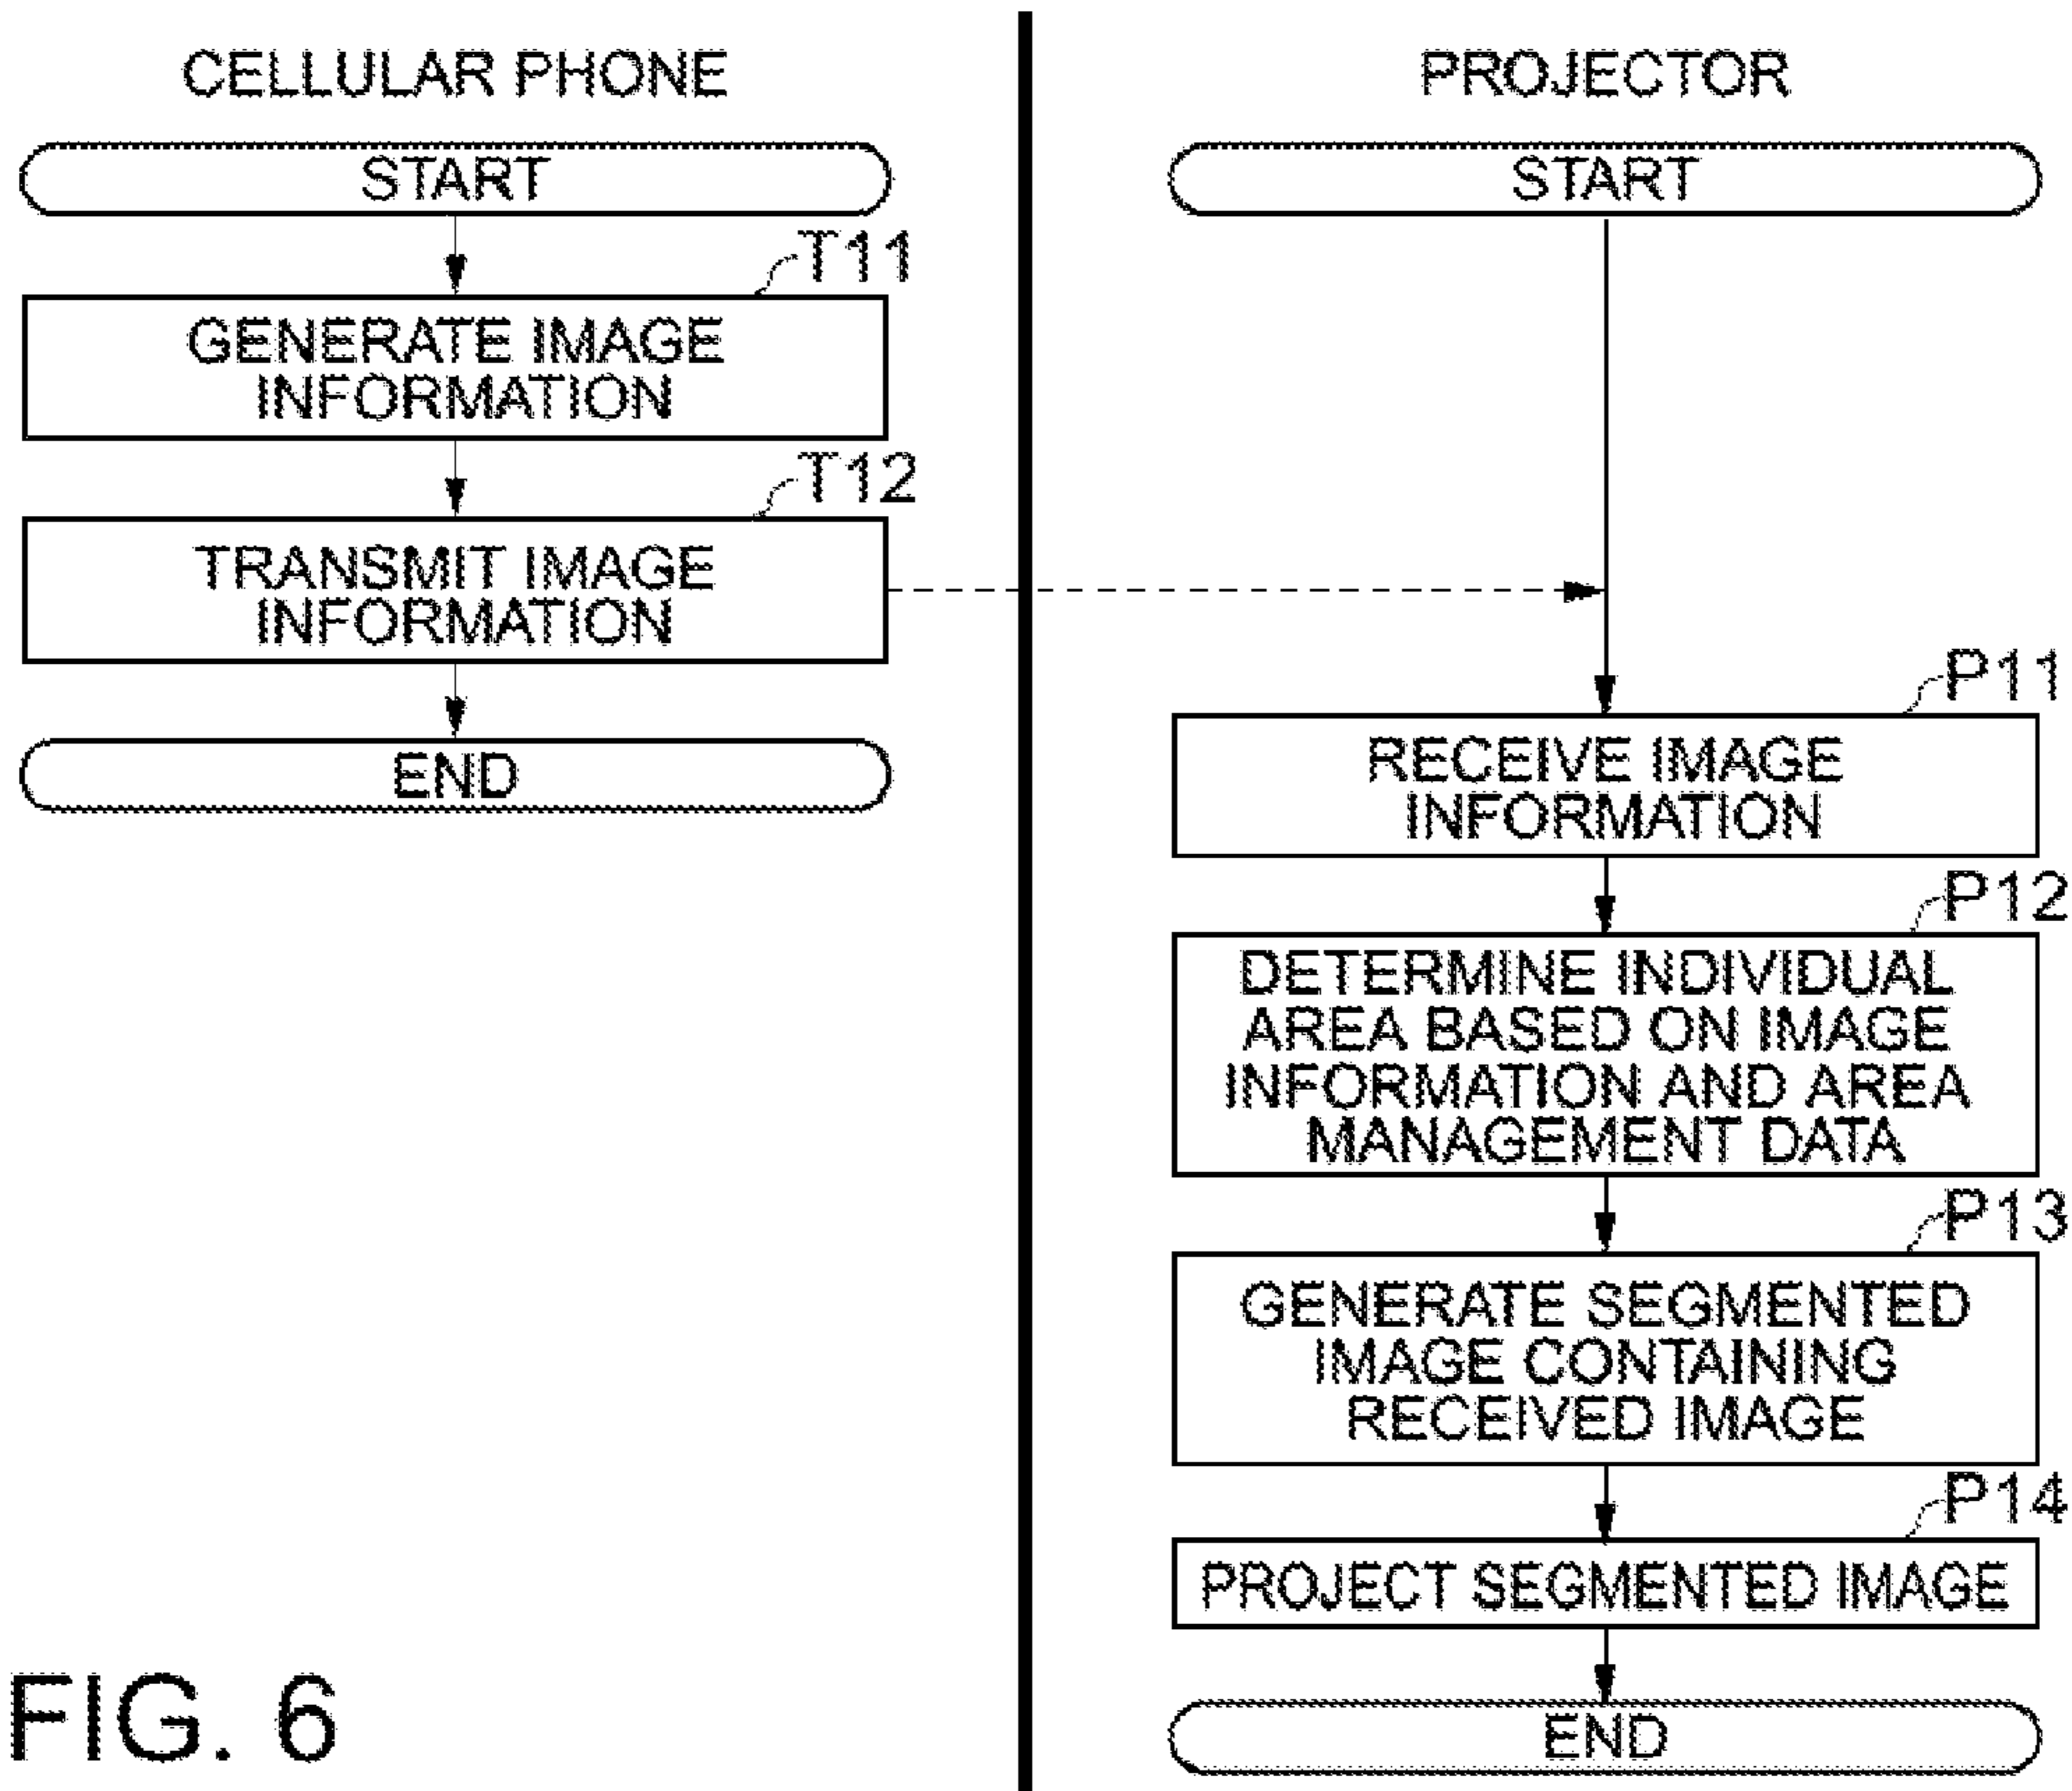 CELLULAR PHONE
START
T11
GENERATE IMAGE
INFORMATION
T12
TRANSMIT IMAGE
INFORMATION
END
PROJECTOR
START
P11
RECEIVE IMAGE
INFORMATION
P12
DETERMINE INDIVIDUAL
AREA BASED ON IMAGE
INFORMATION AND AREA
MANAGEMENT DATA
P13
GENERATE SEGMENTED
IMAGE CONTAINING
RECEIVED IMAGE
P14
PROJECT SEGMENTED IMAGE
END
FIG. 6